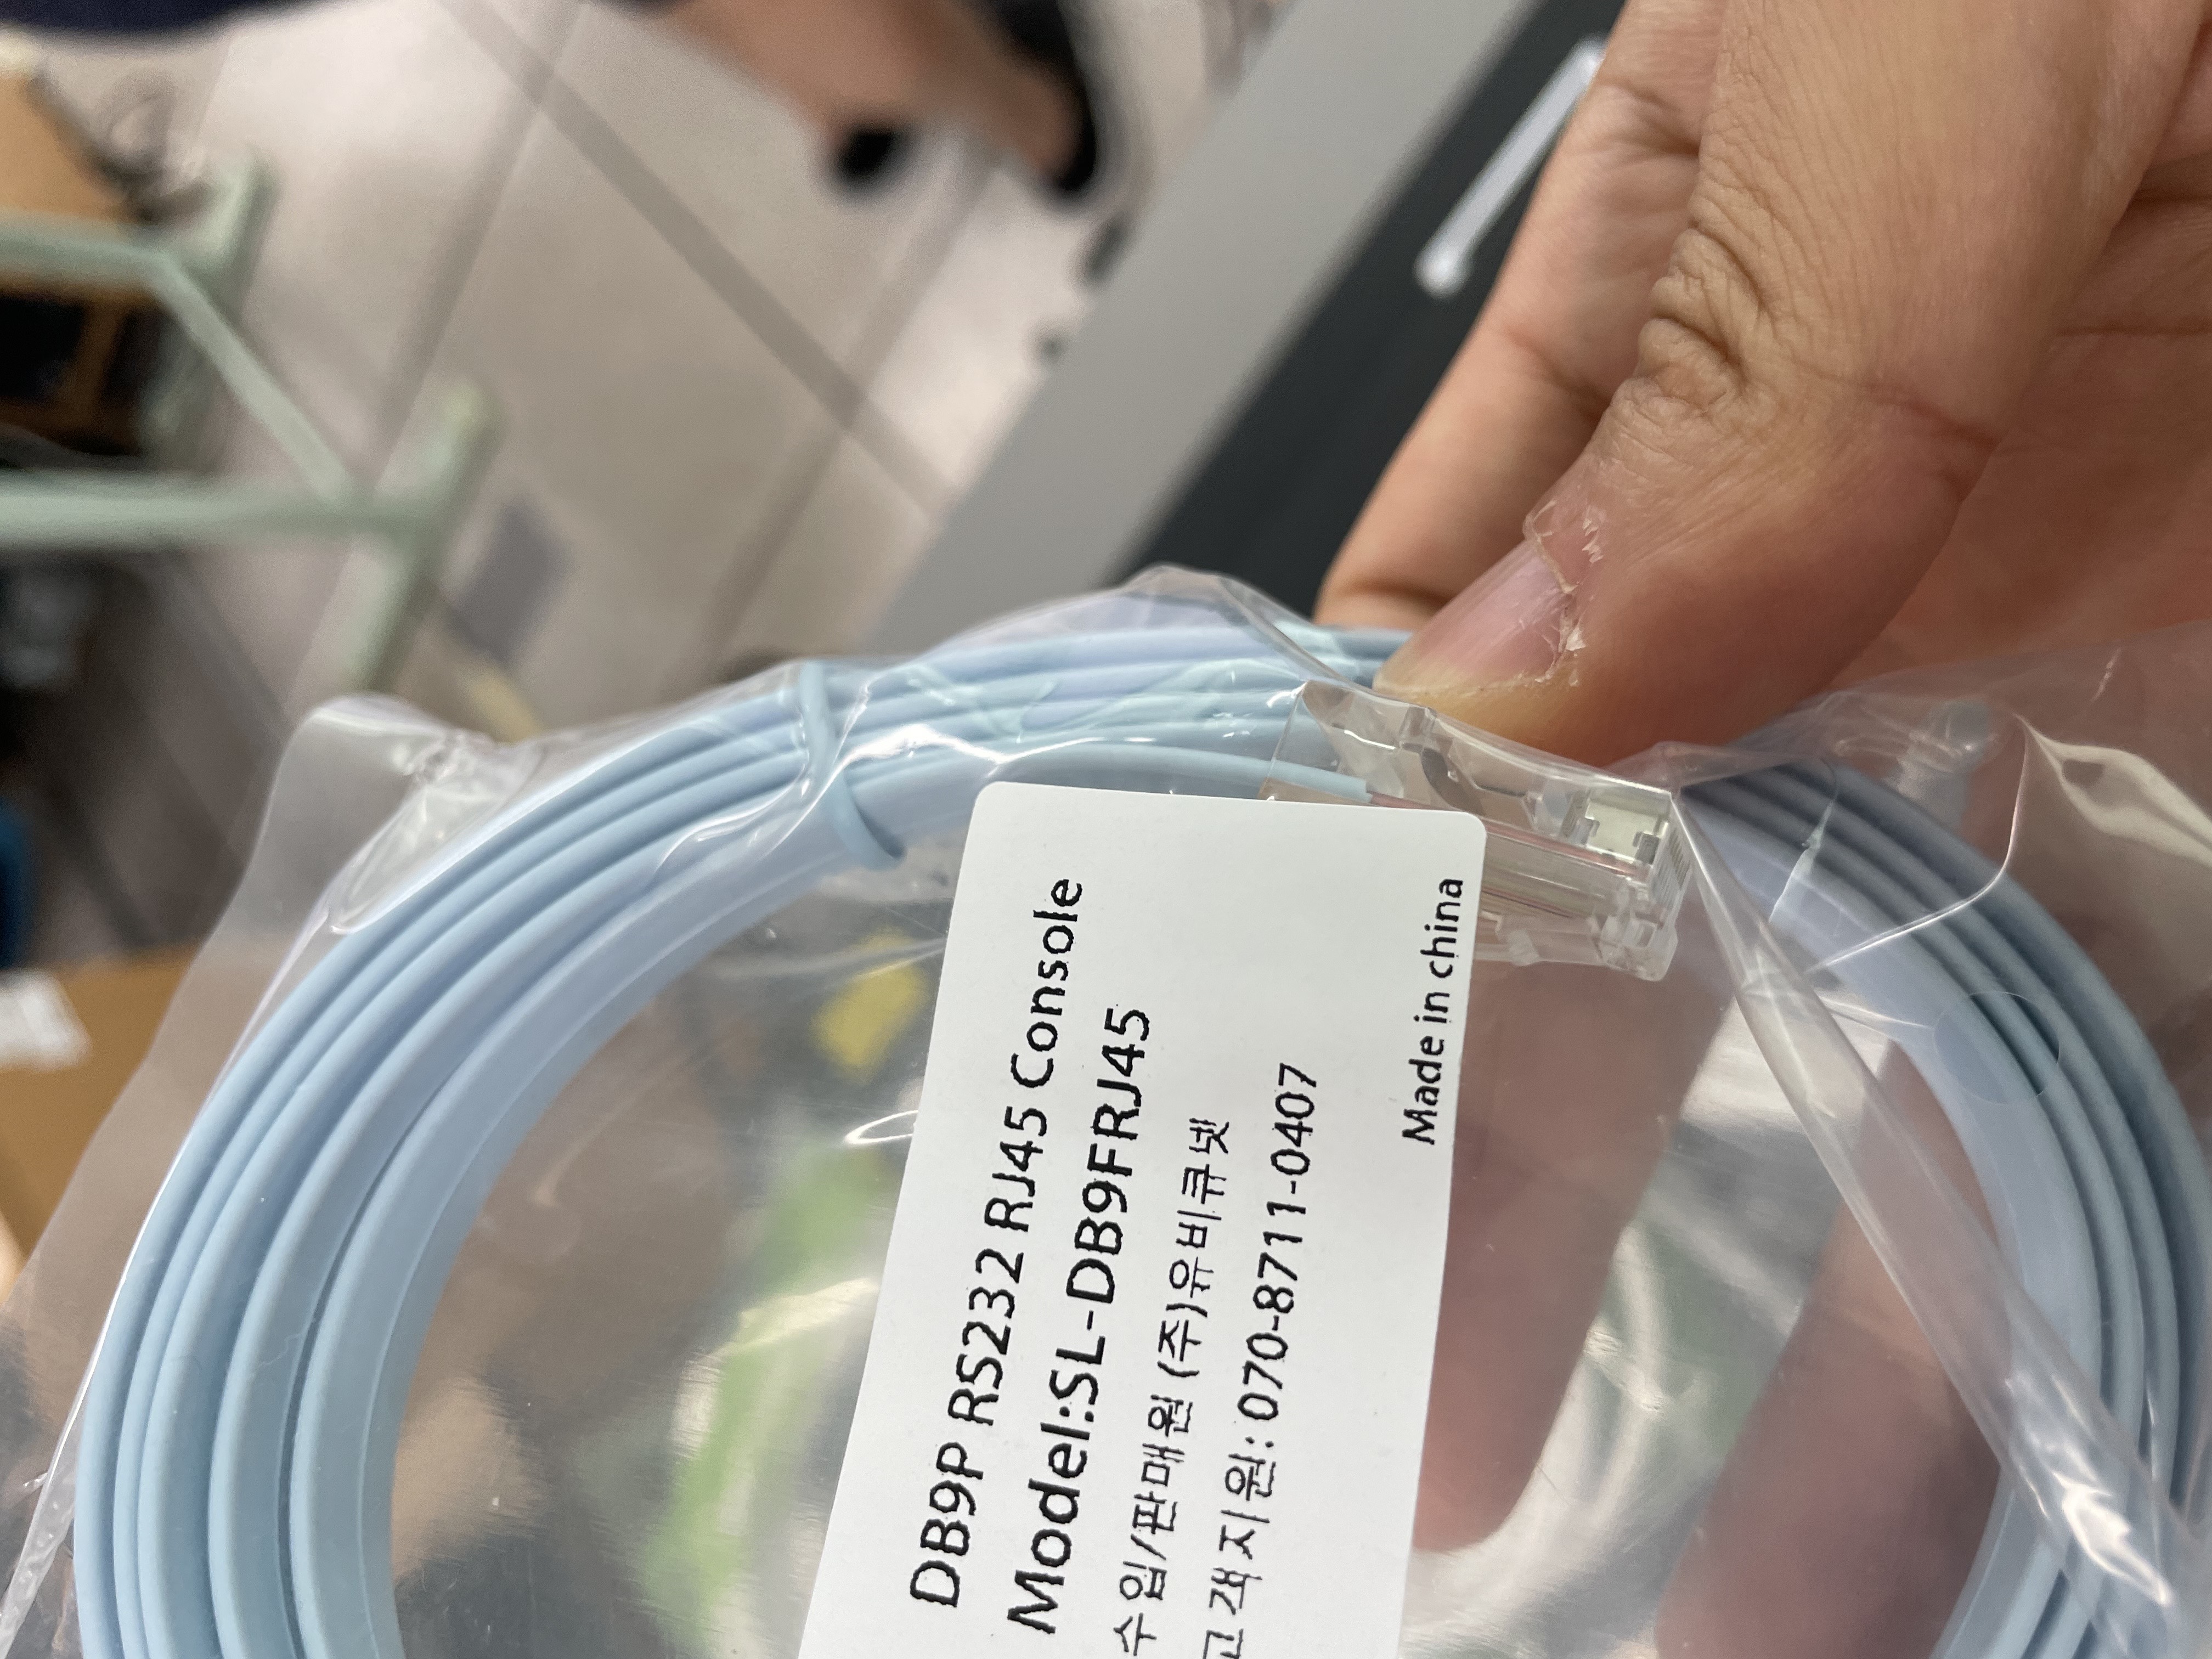 DB9P RS232 RJ45 Console
Model:SL-DB9FRJ45
수입/판매원 (주)유비큐넷
고객지원: 070-8711-0407
Made in china